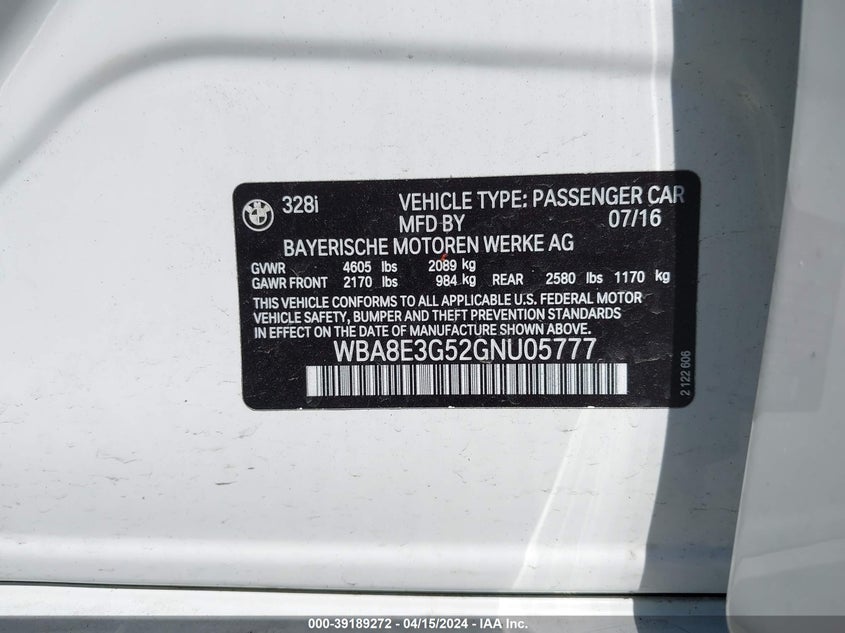 328i VEHICLE TYPE: PASSENGER CAR
MFD BY 07/16
BAYERISCHE MOTOREN WERKE AG
GVWR 4605 lbs 2089 kg
GAWR FRONT 2170 lbs 984 kg REAR 2580 lbs 1170 kg
THIS VEHICLE CONFORMS TO ALL APPLICABLE U.S. FEDERAL MOTOR
VEHICLE SAFETY, BUMPER AND THEFT PREVENTION STANDARDS
IN EFFECT ON THE DATE OF MANUFACTURE SHOWN ABOVE.
WBA8E3G52GNU05777
2 122 606
000-39189272 - 04/15/2024 - IAA Inc.